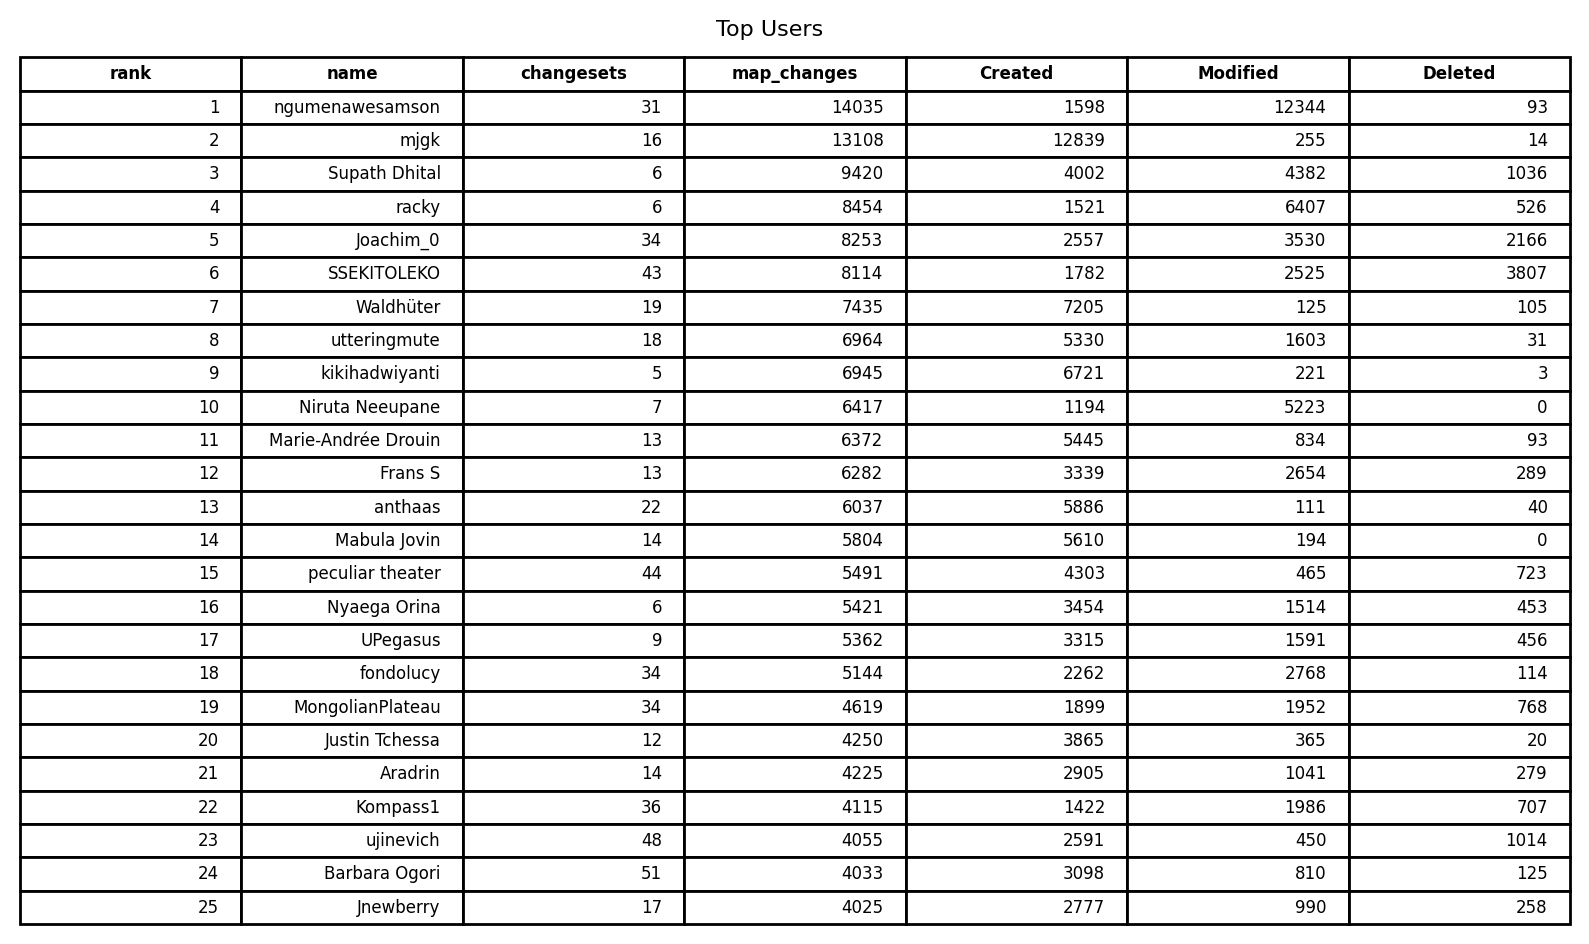 Top Users
rank name changesets map_changes Created Modified Deleted
1 ngumenawesamson 31 14035 1598 12344 93
2 mjgk 16 13108 12839 255 14
3 Supath Dhital 6 9420 4002 4382 1036
4 racky 6 8454 1521 6407 526
5 Joachim_0 34 8253 2557 3530 2166
6 SSEKITOLEKO 43 8114 1782 2525 3807
7 Waldhüter 19 7435 7205 125 105
8 utteringmute 18 6964 5330 1603 31
9 kikihadwiyanti 5 6945 6721 221 3
10 Niruta Neeupane 7 6417 1194 5223 0
11 Marie-Andrée Drouin 13 6372 5445 834 93
12 Frans S 13 6282 3339 2654 289
13 anthaas 22 6037 5886 111 40
14 Mabula Jovin 14 5804 5610 194 0
15 peculiar theater 44 5491 4303 465 723
16 Nyaega Orina 6 5421 3454 1514 453
17 UPegasus 9 5362 3315 1591 456
18 fondolucy 34 5144 2262 2768 114
19 MongolianPlateau 34 4619 1899 1952 768
20 Justin Tchessa 12 4250 3865 365 20
21 Aradrin 14 4225 2905 1041 279
22 Kompass1 36 4115 1422 1986 707
23 ujinevich 48 4055 2591 450 1014
24 Barbara Ogori 51 4033 3098 810 125
25 Jnewberry 17 4025 2777 990 258